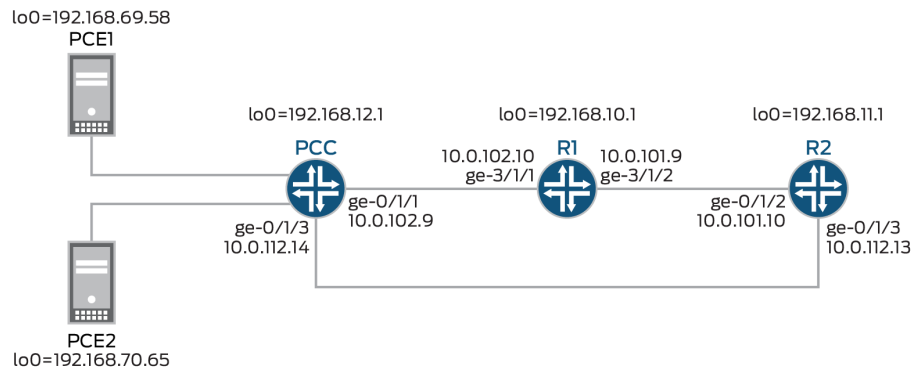 lo0=192.168.69.58
PCE1
lo0=192.168.12.1
PCC
lo0=192.168.10.1
R1
lo0=192.168.11.1
R2
10.0.102.10
ge-3/1/1
10.0.101.9
ge-3/1/2
ge-0/1/1
10.0.102.9
ge-0/1/3
10.0.112.14
ge-0/1/2
10.0.101.10
ge-0/1/3
10.0.112.13
PCE2
lo0=192.168.70.65